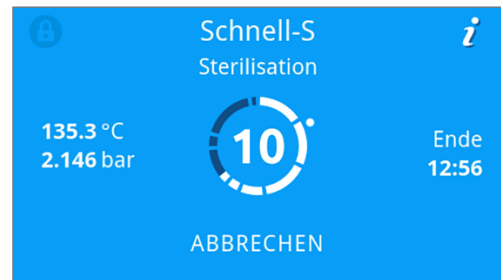 Schnell-S
i
Sterilisation
135.3 °C
2.146 bar
10
Ende
12:56
ABBRECHEN